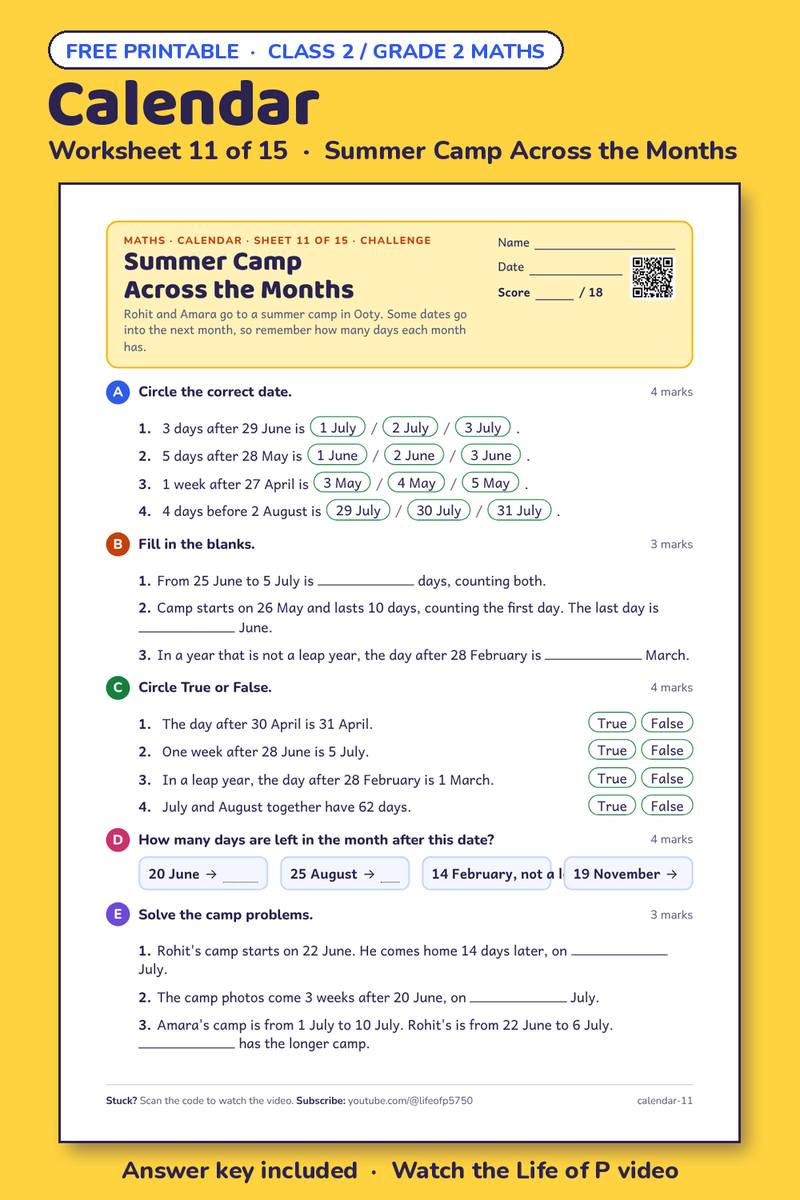 FREE PRINTABLE · CLASS 2 / GRADE 2 MATHS
Calendar
Worksheet 11 of 15 · Summer Camp Across the Months
MATHS · CALENDAR · SHEET 11 OF 15 · CHALLENGE
Summer Camp
Across the Months
Rohit and Amara go to a summer camp in Ooty. Some dates go
into the next month, so remember how many days each month
has.
Name ____________
Date ____________
Score ______ / 18
A Circle the correct date. 4 marks
1. 3 days after 29 June is 1 July / 2 July / 3 July .
2. 5 days after 28 May is 1 June / 2 June / 3 June .
3. 1 week after 27 April is 3 May / 4 May / 5 May .
4. 4 days before 2 August is 29 July / 30 July / 31 July .
B Fill in the blanks. 3 marks
1. From 25 June to 5 July is ____________ days, counting both.
2. Camp starts on 26 May and lasts 10 days, counting the first day. The last day is
____________ June.
3. In a year that is not a leap year, the day after 28 February is ____________ March.
C Circle True or False. 4 marks
1. The day after 30 April is 31 April. True False
2. One week after 28 June is 5 July. True False
3. In a leap year, the day after 28 February is 1 March. True False
4. July and August together have 62 days. True False
D How many days are left in the month after this date? 4 marks
20 June → _____ 25 August → ___ 14 February, not a l 19 November →
E Solve the camp problems. 3 marks
1. Rohit's camp starts on 22 June. He comes home 14 days later, on ____________
July.
2. The camp photos come 3 weeks after 20 June, on ____________ July.
3. Amara's camp is from 1 July to 10 July. Rohit's is from 22 June to 6 July.
____________ has the longer camp.
Stuck? Scan the code to watch the video. Subscribe: youtube.com/@lifeofp5750 calendar-11
Answer key included · Watch the Life of P video